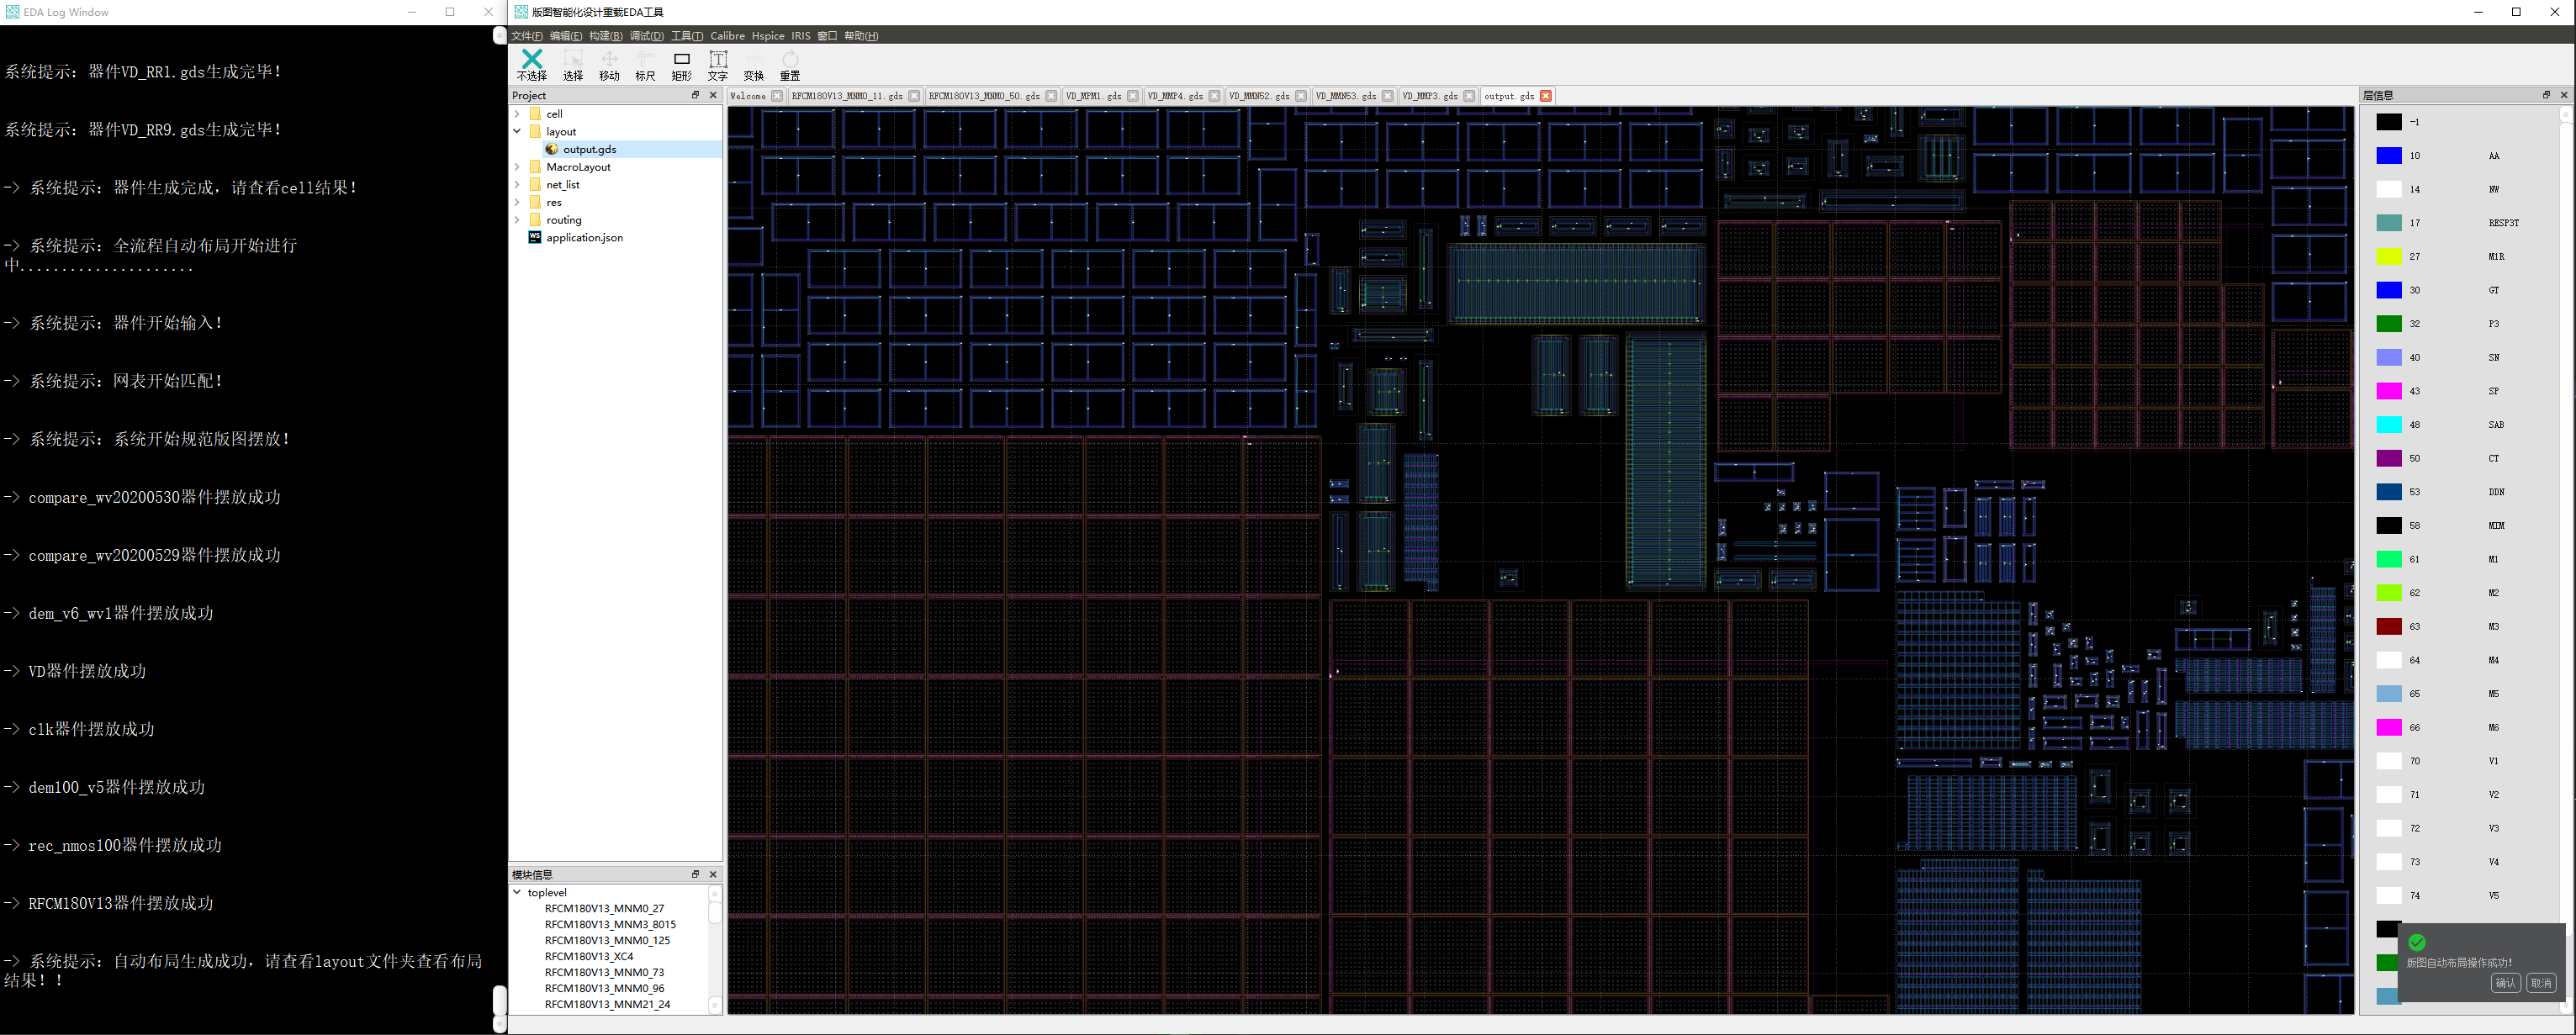 EDA Log Window
系统提示: 器件VD_RR1.gds生成完毕!
系统提示: 器件VD_RR9.gds生成完毕!
-> 系统提示: 器件生成完成, 请查看cell结果!
-> 系统提示: 全流程自动布局开始进行
中.....................
-> 系统提示: 器件开始输入!
-> 系统提示: 网表开始匹配!
-> 系统提示: 系统开始规范版图摆放!
-> compare_wv20200530器件摆放成功
-> compare_wv20200529器件摆放成功
-> dem_v6_wv1器件摆放成功
-> VD器件摆放成功
-> clk器件摆放成功
-> dem100_v5器件摆放成功
-> rec_nmos100器件摆放成功
-> RFCM180V13器件摆放成功
-> 系统提示: 自动布局生成成功, 请查看layout文件夹查看布局
结果!!
版图智能化设计重载EDA工具
文件(F) 编辑(E) 构建(B) 调试(D) 工具(T) Calibre Hspice IRIS 窗口 帮助(H)
不选择 选择 移动 标尺 矩形 文字 变换 重置
Project
cell
layout
output.gds
MacroLayout
net_list
res
routing
WS application.json
模块信息
toplevel
RFCM180V13_MNM0_27
RFCM180V13_MNM3_8015
RFCM180V13_MNM0_125
RFCM180V13_XC4
RFCM180V13_MNM0_73
RFCM180V13_MNM0_96
RFCM180V13_MNM21_24
Welcome RFCM180V13_MNM0_11.gds RFCM180V13_MNM0_50.gds VD_MPM1.gds VD_MMP4.gds VD_MMN52.gds VD_MMN53.gds VD_MMP3.gds output.gds
层信息
-1
10 AA
14 NW
17 RESP3T
27 M1R
30 GT
32 P3
40 SN
43 SP
48 SAB
50 CT
53 DDN
58 MIM
61 M1
62 M2
63 M3
64 M4
65 M5
66 M6
70 V1
71 V2
72 V3
73 V4
74 V5
版图自动布局操作成功!
确认 取消